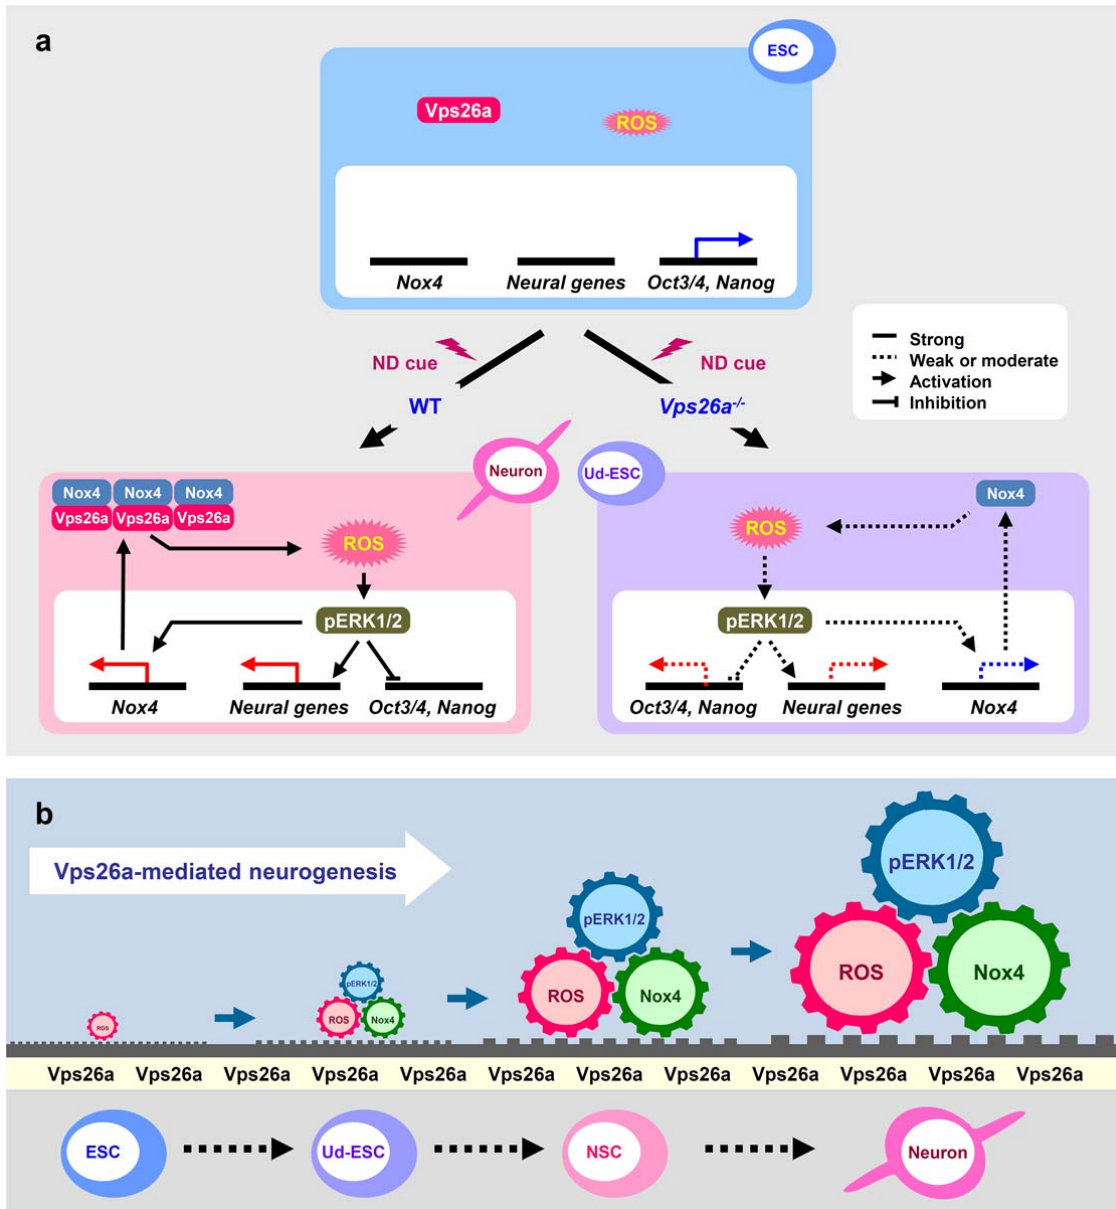 a
ESC
Vps26a
ROS
Nox4
Neural genes
Oct3/4, Nanog
Strong
Weak or moderate
Activation
Inhibition
ND cue
ND cue
WT
Vps26a-/-
Neuron
Ud-ESC
Nox4 Nox4 Nox4
Vps26a Vps26a Vps26a
ROS
pERK1/2
Nox4
Neural genes
Oct3/4, Nanog
Nox4
ROS
pERK1/2
Oct3/4, Nanog
Neural genes
Nox4
b
Vps26a-mediated neurogenesis
ROS
pERK1/2
ROS
Nox4
pERK1/2
ROS
Nox4
pERK1/2
ROS
Nox4
Vps26a Vps26a Vps26a Vps26a Vps26a Vps26a Vps26a Vps26a Vps26a Vps26a Vps26a Vps26a
ESC
Ud-ESC
NSC
Neuron